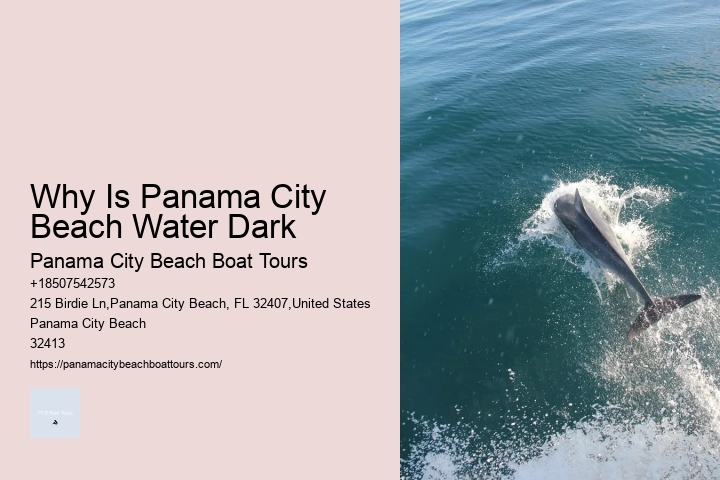 Why Is Panama City
Beach Water Dark
Panama City Beach Boat Tours
+18507542573
215 Birdie Ln,Panama City Beach, FL 32407,United States
Panama City Beach
32413
https://panamacitybeachboattours.com/